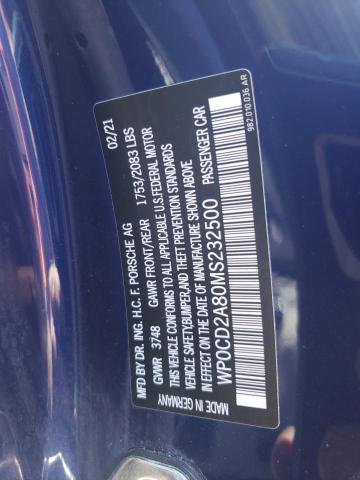 MFD BY DR. ING. H.C. F. PORSCHE AG 02/21
GVWR 3748 GAWR FRONT/REAR 1753/2083 LBS
THIS VEHICLE CONFORMS TO ALL APPLICABLE U.S.FEDERAL MOTOR
VEHICLE SAFETY,BUMPER,AND THEFT PREVENTION STANDARDS
IN EFFECT ON THE DATE OF MANUFACTURE SHOWN ABOVE
WP0CD2A80MS232500 PASSENGER CAR
MADE IN GERMANY
982.010.036.AR